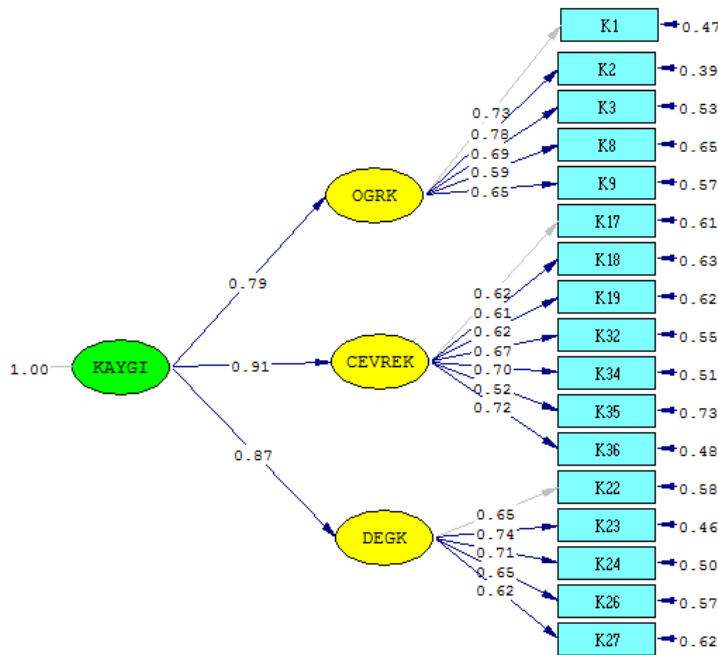 K1 0.47
K2 0.39
0.73
K3 0.53
0.78
0.69
K8 0.65
0.59
OGRK
0.65
K9 0.57
K17 0.61
K18 0.63
0.79
0.62
K19 0.62
0.61
0.62
K32 0.55
0.67
1.00 KAYGI 0.91 CEVREK
0.70
K34 0.51
0.52
K35 0.73
0.72
K36 0.48
0.87
K22 0.58
0.65
K23 0.46
0.74
DEGK
0.71
K24 0.50
0.65
0.62
K26 0.57
K27 0.62